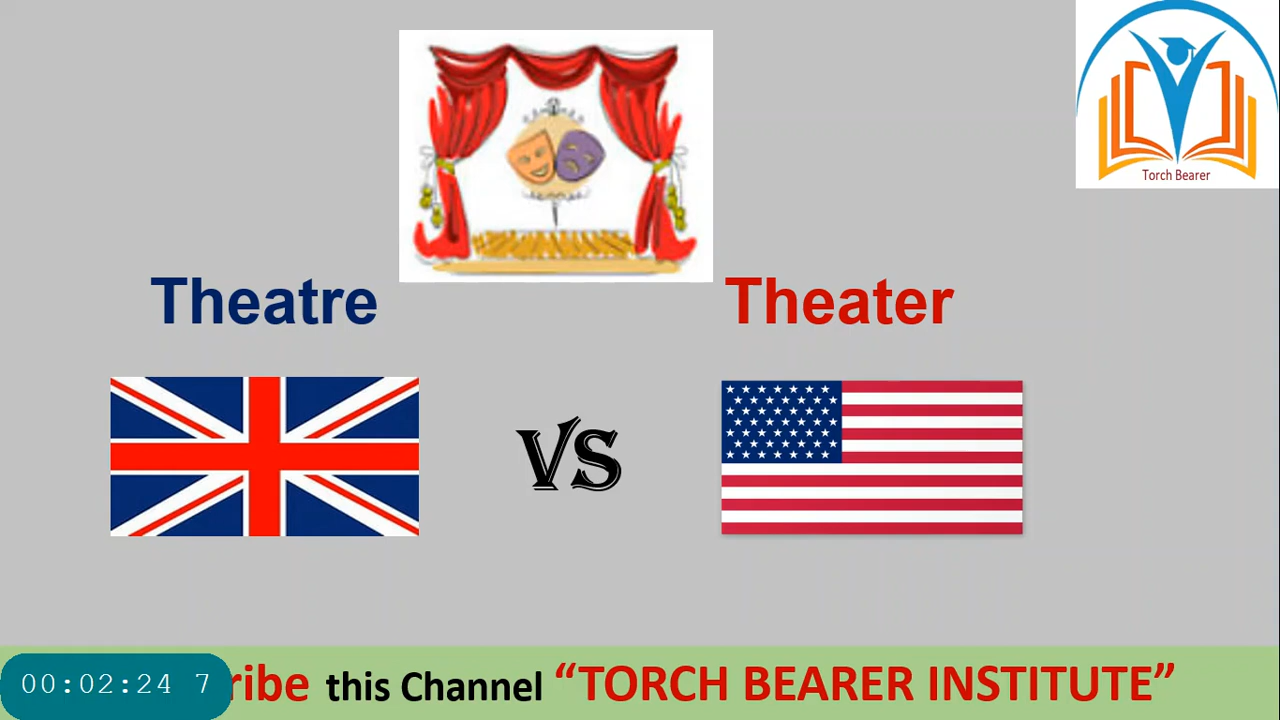 Torch Bearer
Theatre
Theater
VS
ribe this Channel “TORCH BEARER INSTITUTE”
00:02:24 7